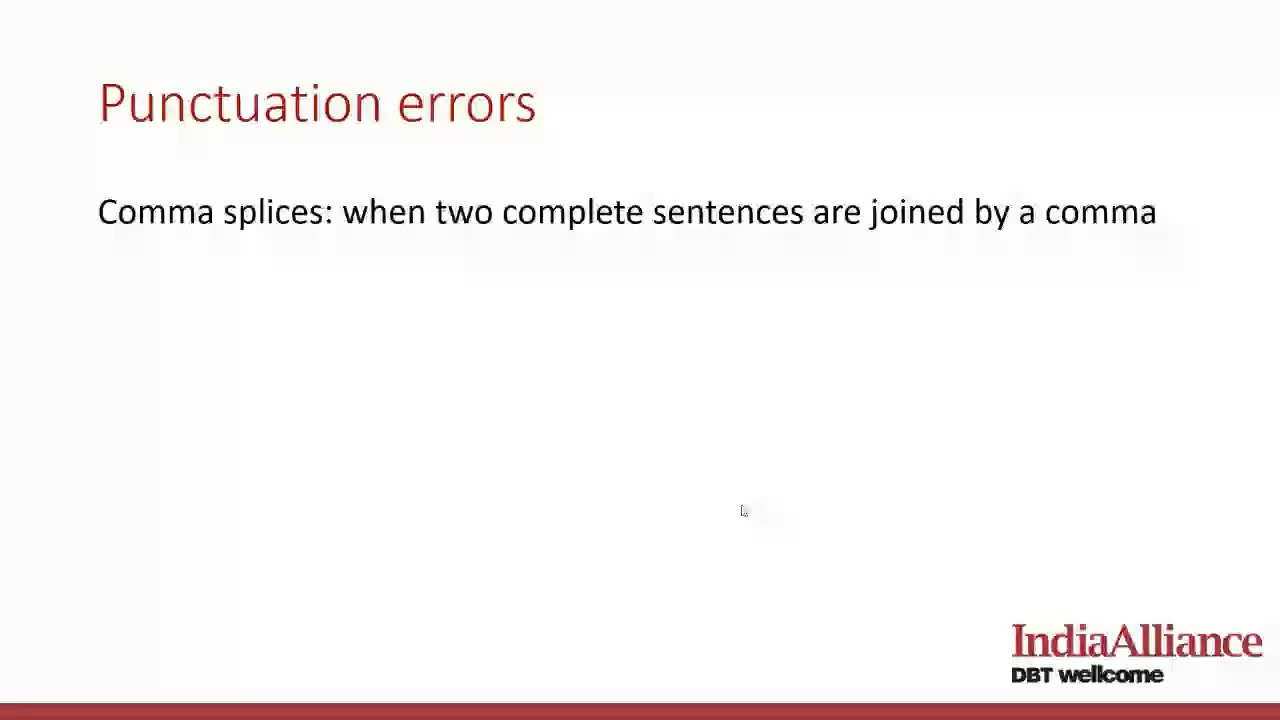 Punctuation errors
Comma splices: when two complete sentences are joined by a comma
IndiaAlliance
DBT wellcome